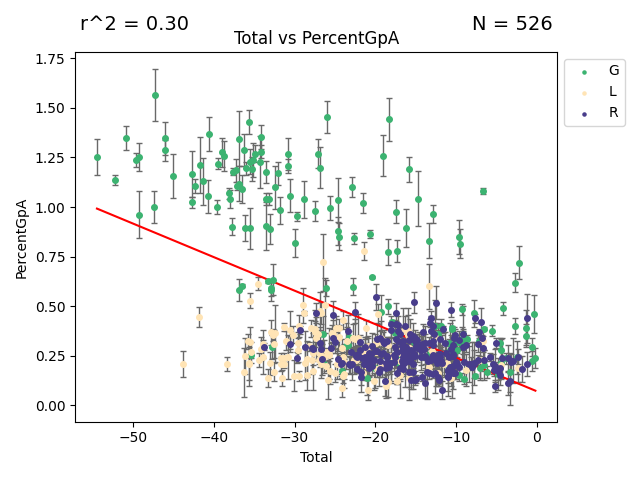 r^2 = 0.30
N = 526
Total vs PercentGpA
PercentGpA
1.75
1.50
1.25
1.00
0.75
0.50
0.25
0.00
−50
−40
−30
−20
−10
0
Total
G
L
R